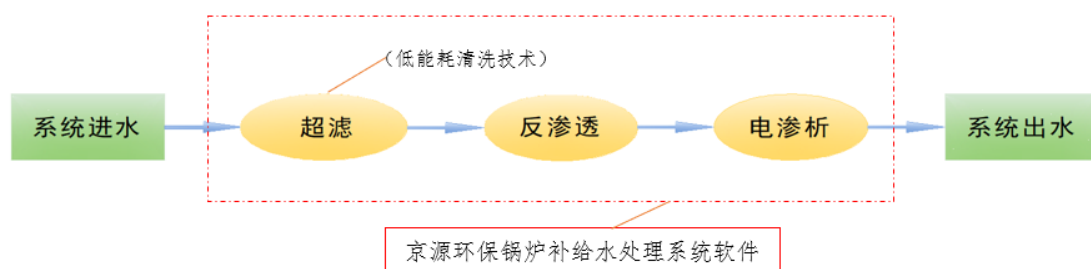 （低能耗清洗技术）
系统进水
超滤
反渗透
电渗析
系统出水
京源环保锅炉补给水处理系统软件